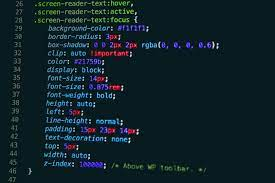 26 .screen-reader-text:hover,
27 .screen-reader-text:active,
28 .screen-reader-text:focus {
29 background-color: #f1f1f1;
30 border-radius: 3px;
31 box-shadow: 0 0 2px 2px rgba(0, 0, 0, 0.6);
32 clip: auto !important;
33 color: #21759b;
34 display: block;
35 font-size: 14px;
36 font-size: 0.875rem;
37 font-weight: bold;
38 height: auto;
39 left: 5px;
40 line-height: normal;
41 padding: 15px 23px 14px;
42 text-decoration: none;
43 top: 5px;
44 width: auto;
45 z-index: 100000; /* Above WP toolbar. */
46 }